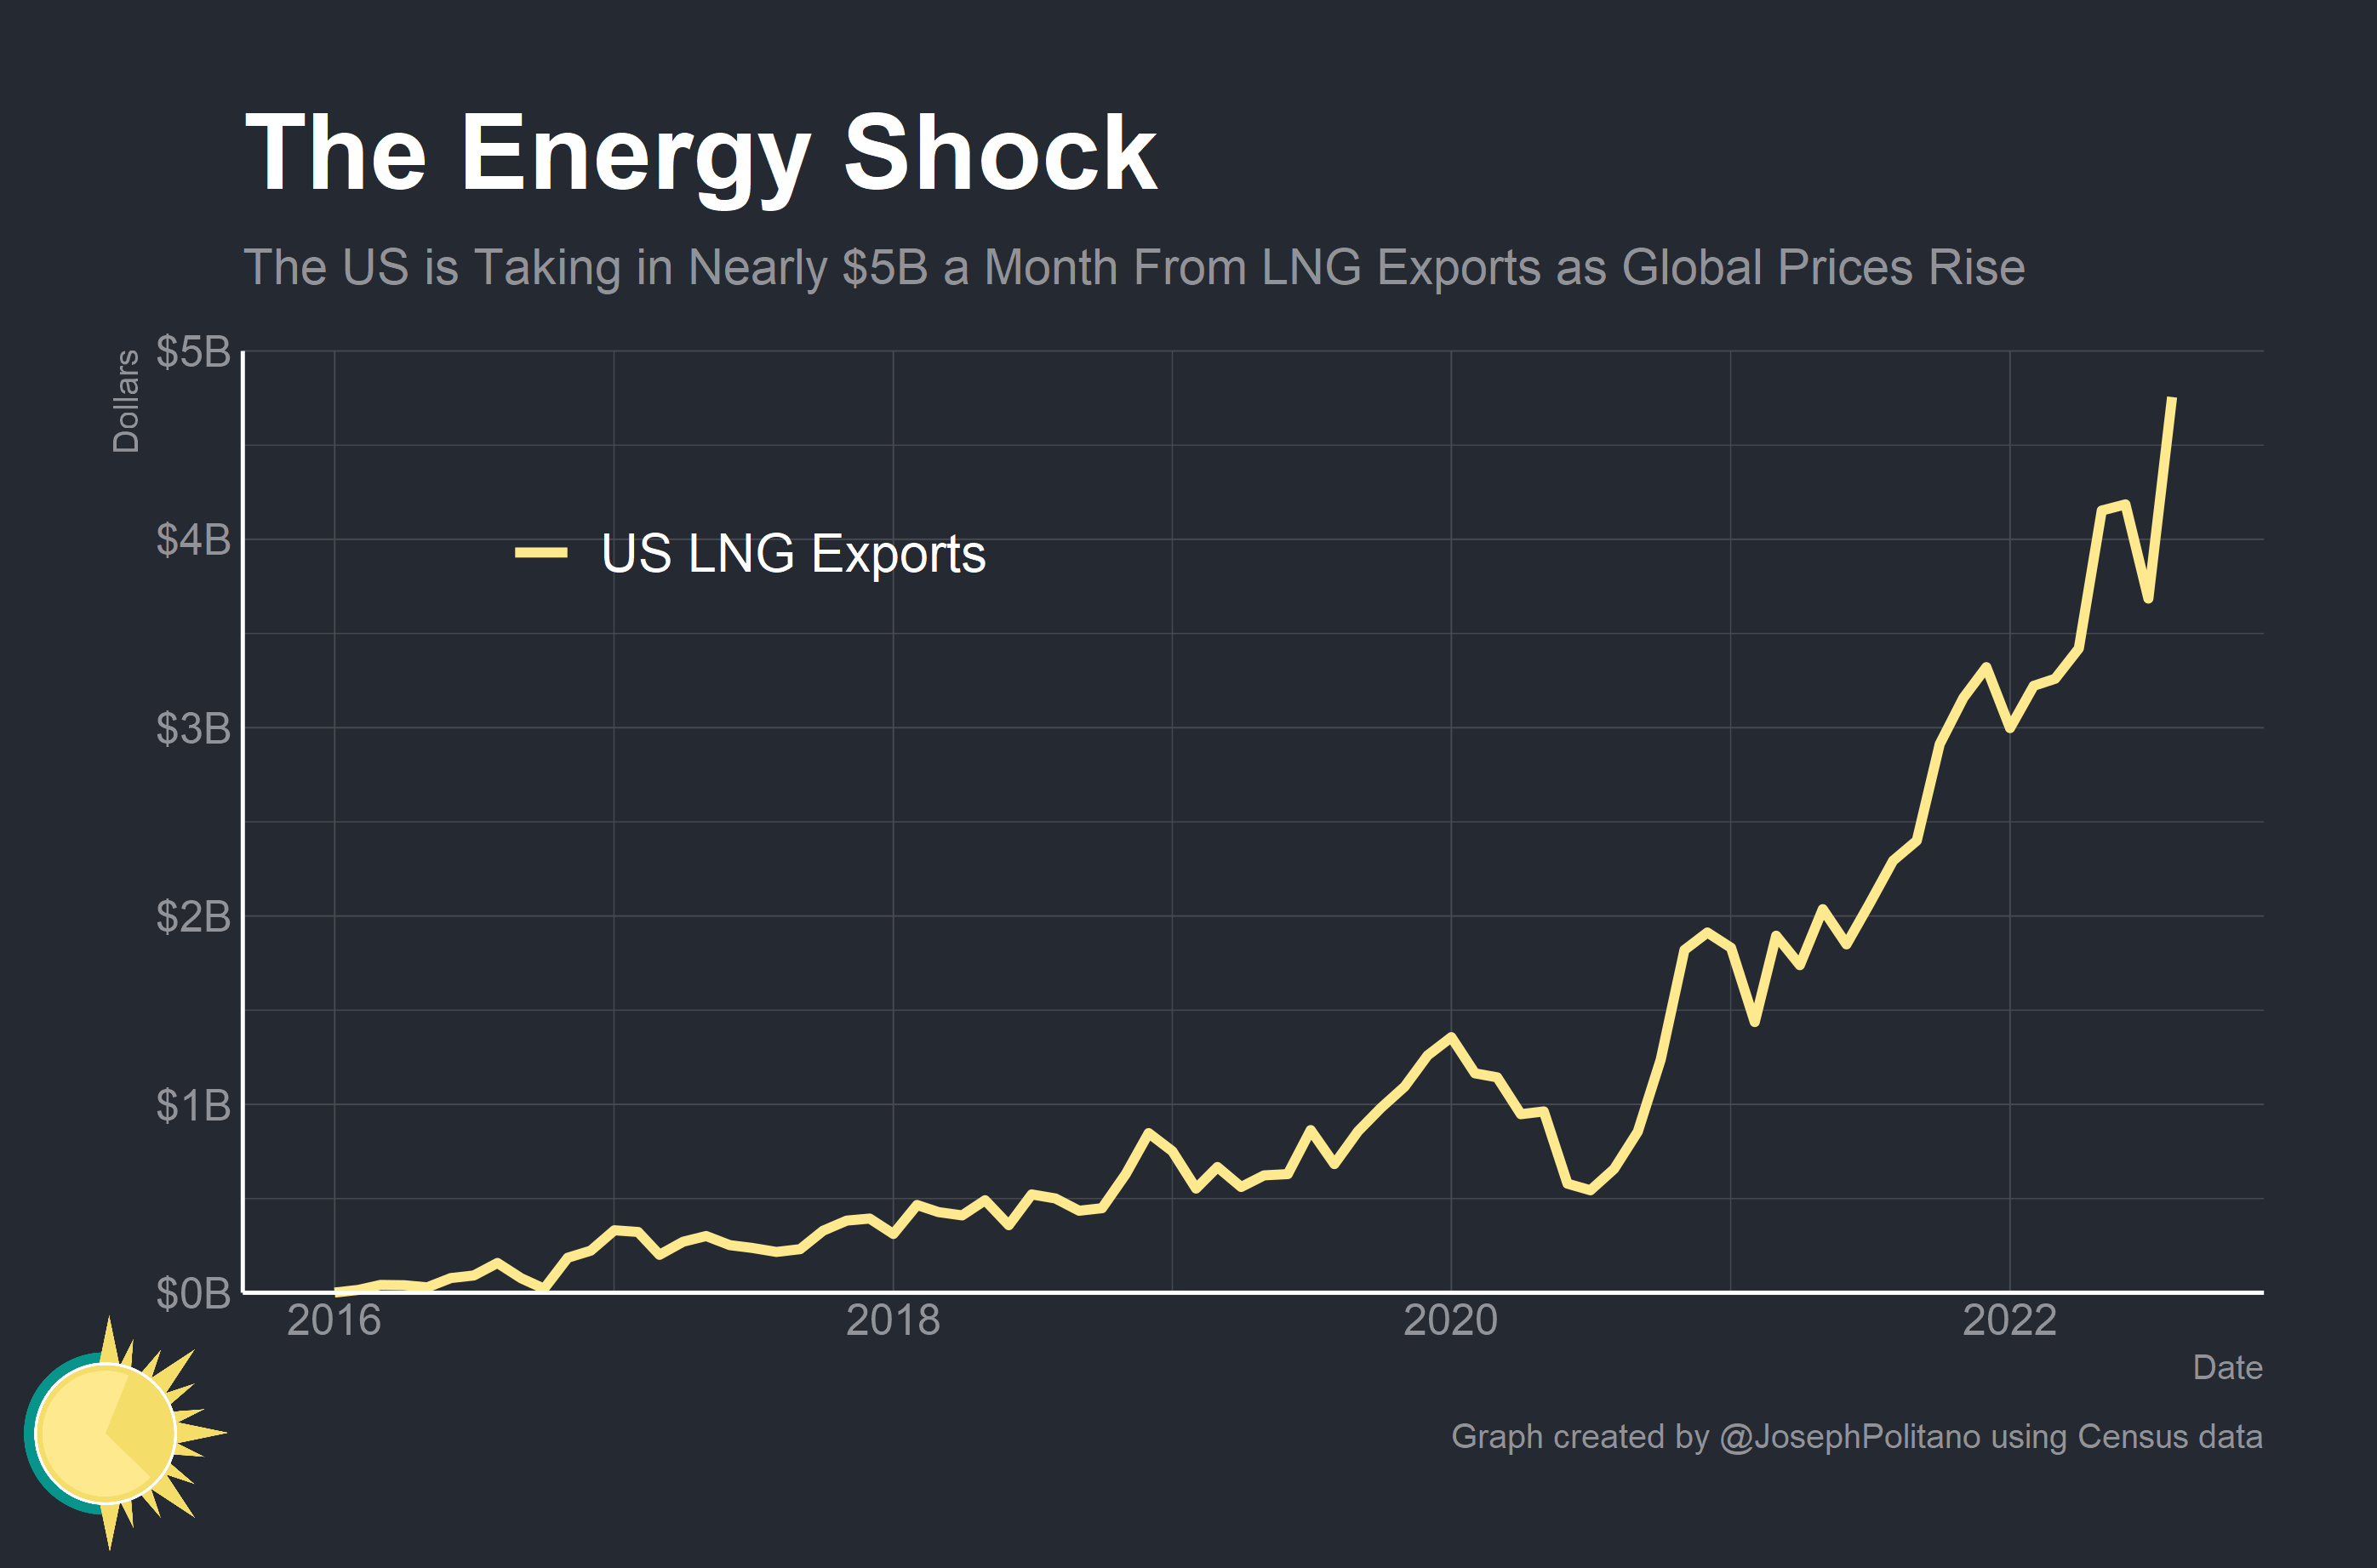 The Energy Shock
The US is Taking in Nearly $5B a Month From LNG Exports as Global Prices Rise
Dollars
$5B
$4B
US LNG Exports
$3B
$2B
$1B
$0B
2016 2018 2020 2022
Date
Graph created by @JosephPolitano using Census data